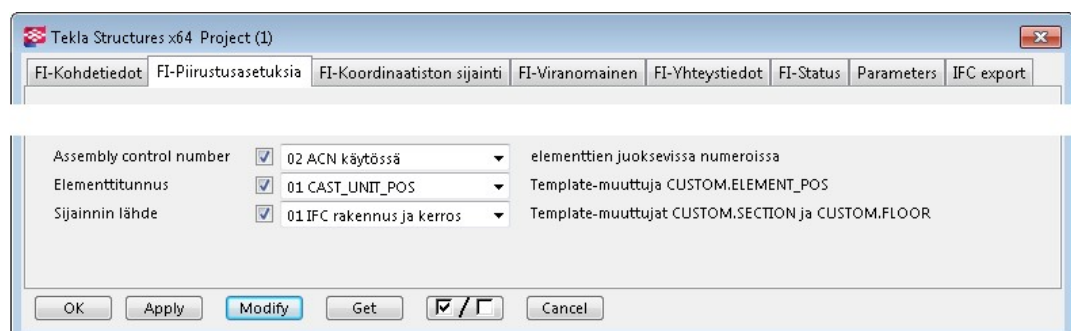 Tekla Structures x64 Project (1)
FI-Kohdetiedot FI-Piirustusasetuksia FI-Koordinaatiston sijainti FI-Viranomainen FI-Yhteystiedot FI-Status Parameters IFC export
Assembly control number 02 ACN käytössä elementtien juoksevissa numeroissa
Elementtitunnus 01 CAST_UNIT_POS Template-muuttuja CUSTOM.ELEMENT_POS
Sijainnin lähde 01 IFC rakennus ja kerros Template-muuttujat CUSTOM.SECTION ja CUSTOM.FLOOR
OK Apply Modify Get / Cancel